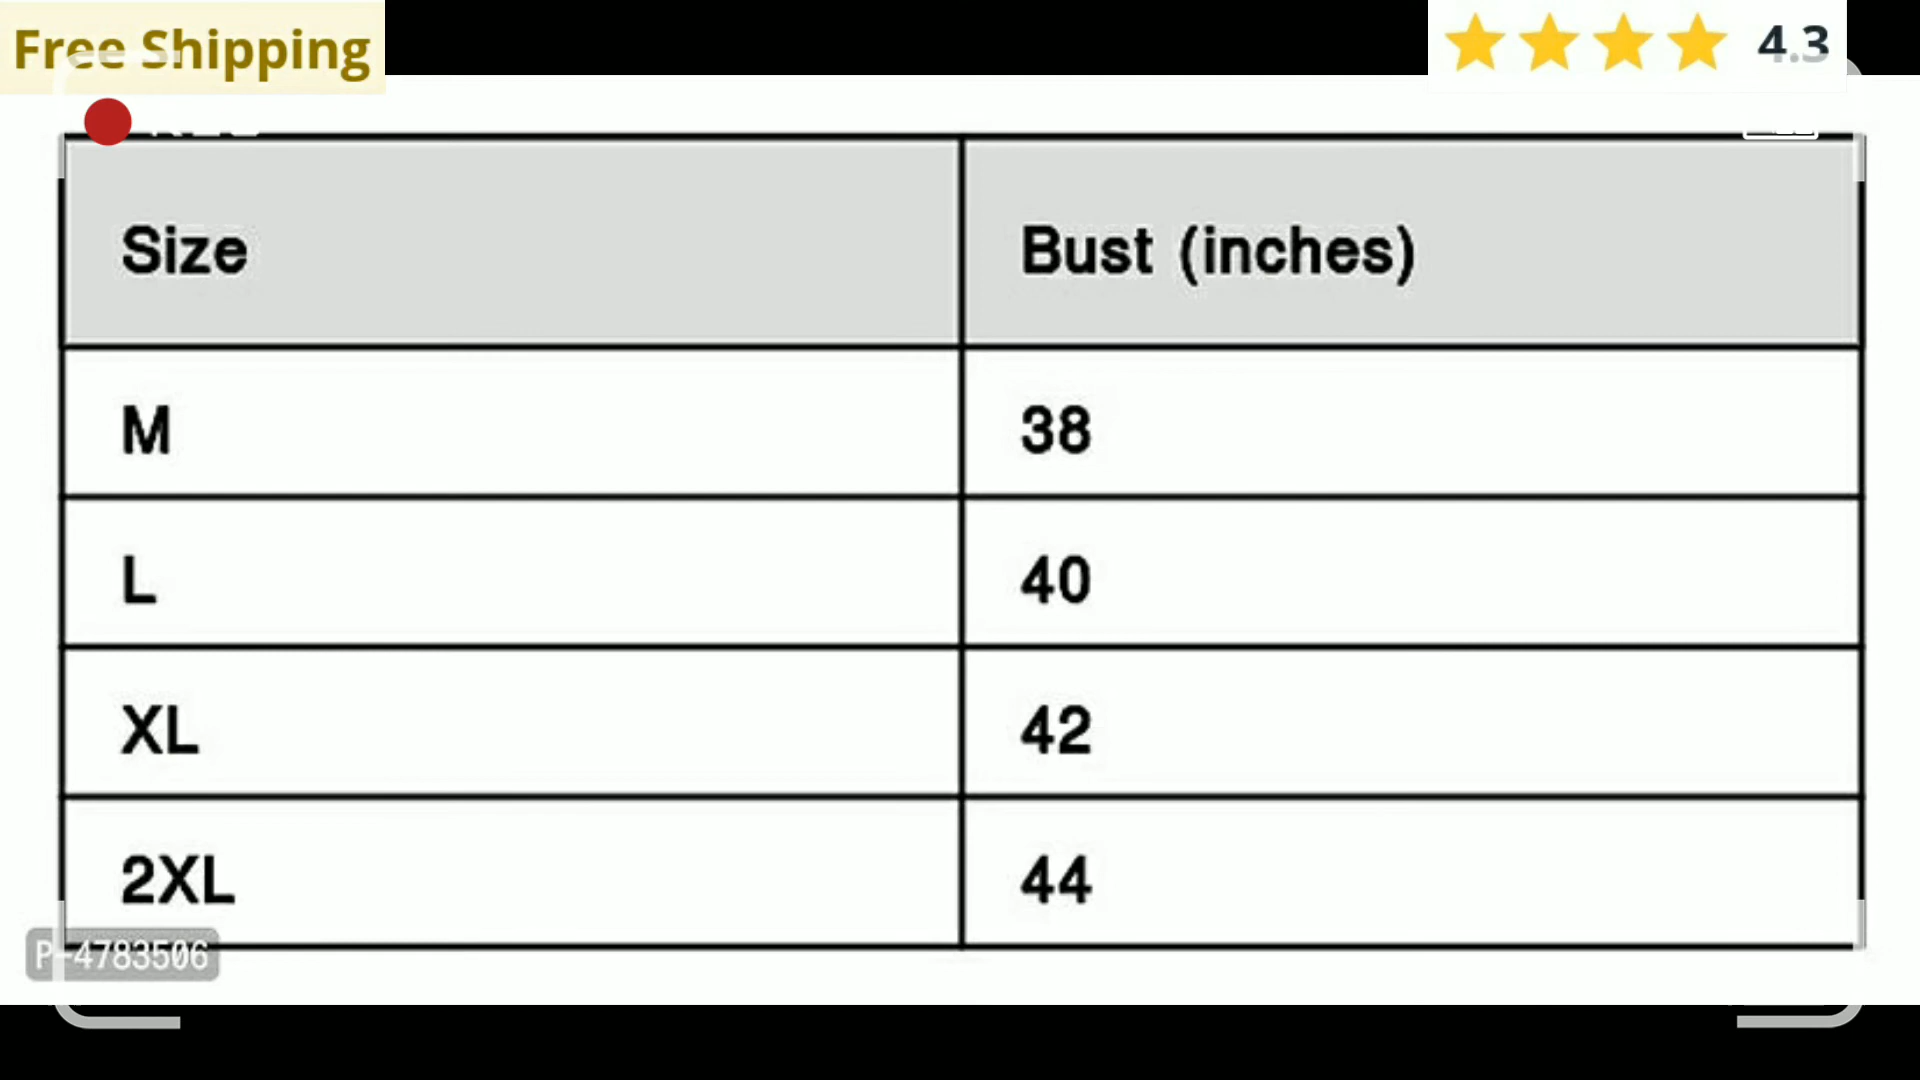 Free Shipping
4.3
Size Bust (inches)
M 38
L 40
XL 42
2XL 44
P-4783506